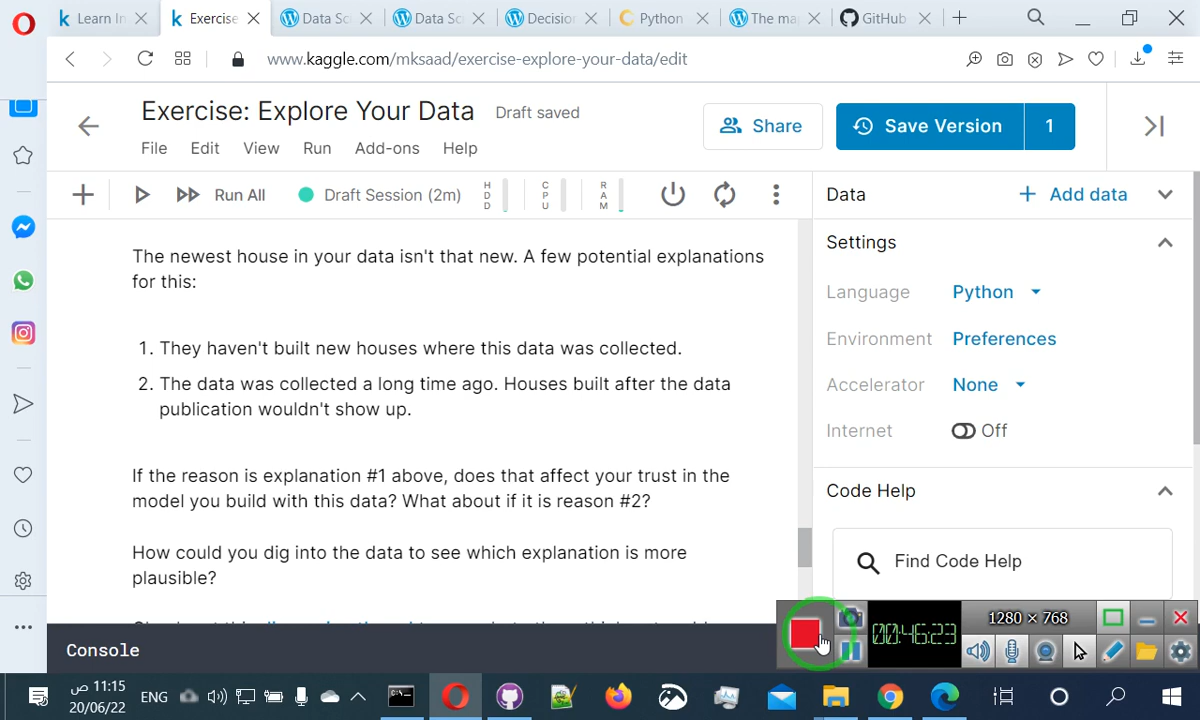 Learn In
Exercise
Data Sc
Data Sc
Decision
Python
The ma
GitHub
www.kaggle.com/mksaad/exercise-explore-your-data/edit
Exercise: Explore Your Data
Draft saved
File
Edit
View
Run
Add-ons
Help
Share
Save Version
1
Run All
Draft Session (2m)
HDD
CPU
RAM
The newest house in your data isn't that new. A few potential explanations
for this:
1. They haven't built new houses where this data was collected.
2. The data was collected a long time ago. Houses built after the data
publication wouldn't show up.
If the reason is explanation #1 above, does that affect your trust in the
model you build with this data? What about if it is reason #2?
How could you dig into the data to see which explanation is more
plausible?
Data
Add data
Settings
Language
Python
Environment
Preferences
Accelerator
None
Internet
Off
Code Help
Find Code Help
Console
00:46:23
1280 × 768
11:15 ص
20/06/22
ENG